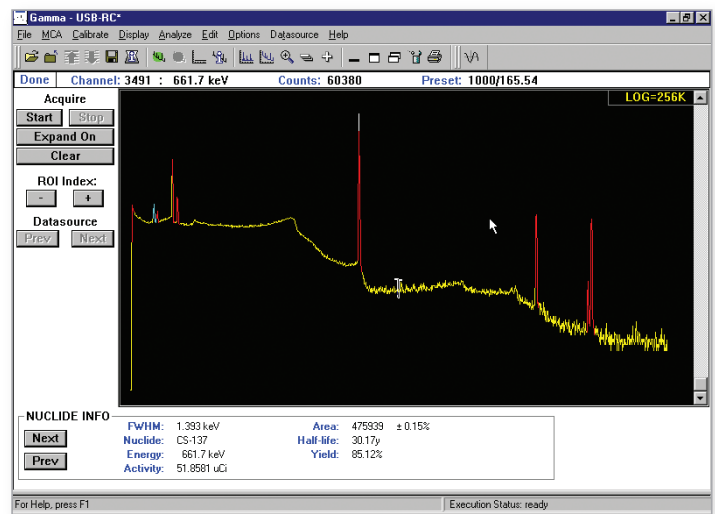 Gamma - USB-RC*
File MCA Calibrate Display Analyze Edit Options Datasource Help
Done Channel: 3491 : 661.7 keV Counts: 60380 Preset: 1000/165.54
LOG=256K
Acquire
Start Stop
Expand On
Clear
ROI Index:
- +
Datasource
Prev Next
NUCLIDE INFO
Next
Prev
FWHM: 1.393 keV Area: 475939 ± 0.15%
Nuclide: CS-137 Half-life: 30.17y
Energy: 661.7 keV Yield: 85.12%
Activity: 51.8581 uCi
For Help, press F1 Execution Status: ready